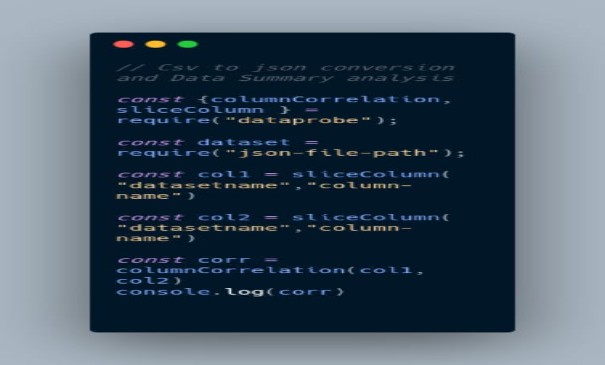 // Csv to json conversion
and Data Summary analysis
const {columnCorrelation,
sliceColumn } =
require("dataprobe");
const dataset =
require("json-file-path");
const col1 = sliceColumn(
"datasetname","column-
name")
const col2 = sliceColumn(
"datasetname","column-
name")
const corr =
columnCorrelation(col1,
col2)
console.log(corr)